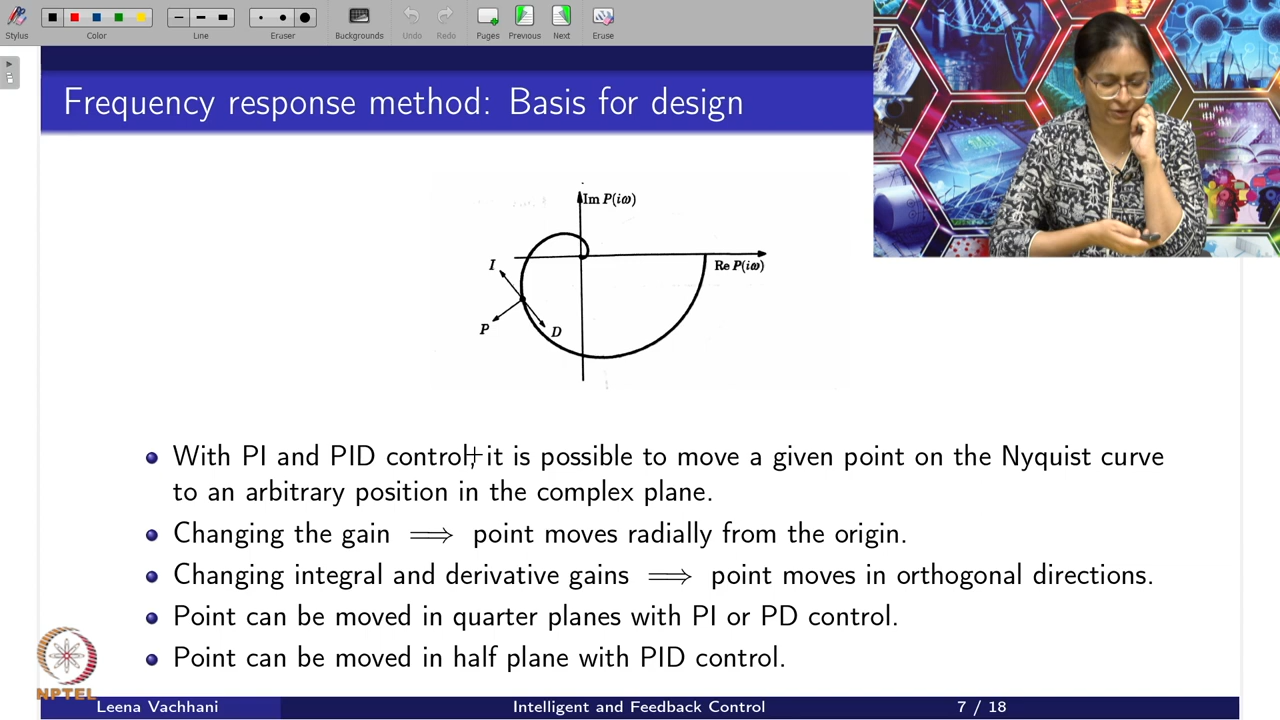 Stylus
Color
Line
Eraser
Backgrounds
Undo
Redo
Pages
Previous
Next
Erase
Frequency response method: Basis for design
Im P(iω)
Re P(iω)
I
P
D
With PI and PID control, it is possible to move a given point on the Nyquist curve
to an arbitrary position in the complex plane.
Changing the gain ⟹ point moves radially from the origin.
Changing integral and derivative gains ⟹ point moves in orthogonal directions.
Point can be moved in quarter planes with PI or PD control.
Point can be moved in half plane with PID control.
NPTEL
Leena Vachhani
Intelligent and Feedback Control
7 / 18